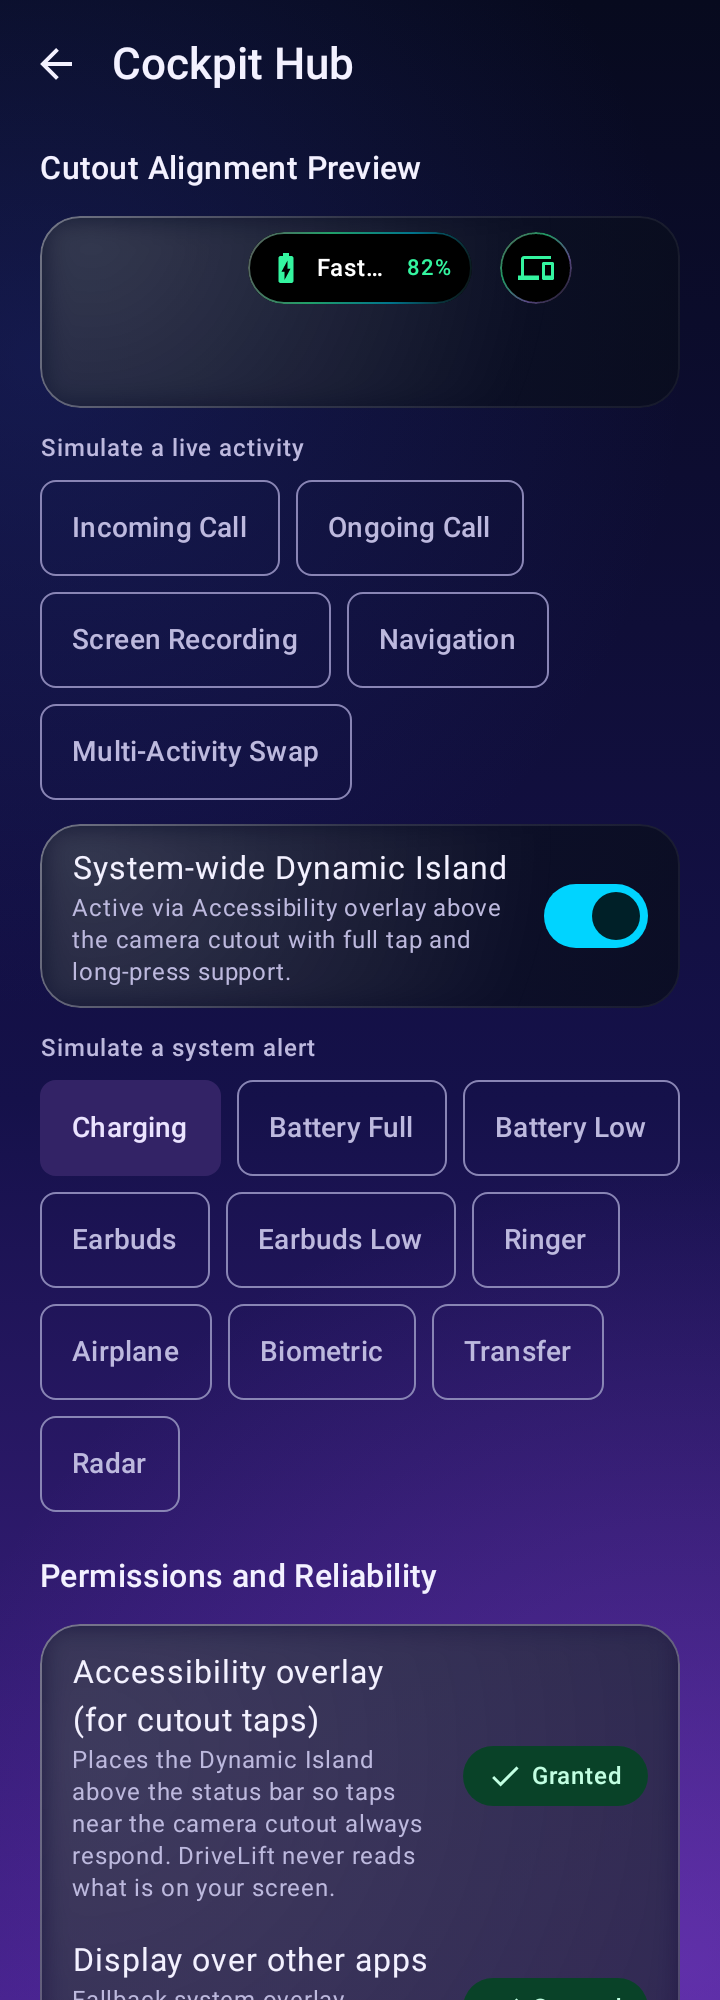 Cockpit Hub
Cutout Alignment Preview
Fast... 82%
Simulate a live activity
Incoming Call
Ongoing Call
Screen Recording
Navigation
Multi-Activity Swap
System-wide Dynamic Island
Active via Accessibility overlay above
the camera cutout with full tap and
long-press support.
Simulate a system alert
Charging
Battery Full
Battery Low
Earbuds
Earbuds Low
Ringer
Airplane
Biometric
Transfer
Radar
Permissions and Reliability
Accessibility overlay
(for cutout taps)
Places the Dynamic Island
above the status bar so taps
near the camera cutout always
respond. DriveLift never reads
what is on your screen.
Granted
Display over other apps
Fallback system overlay